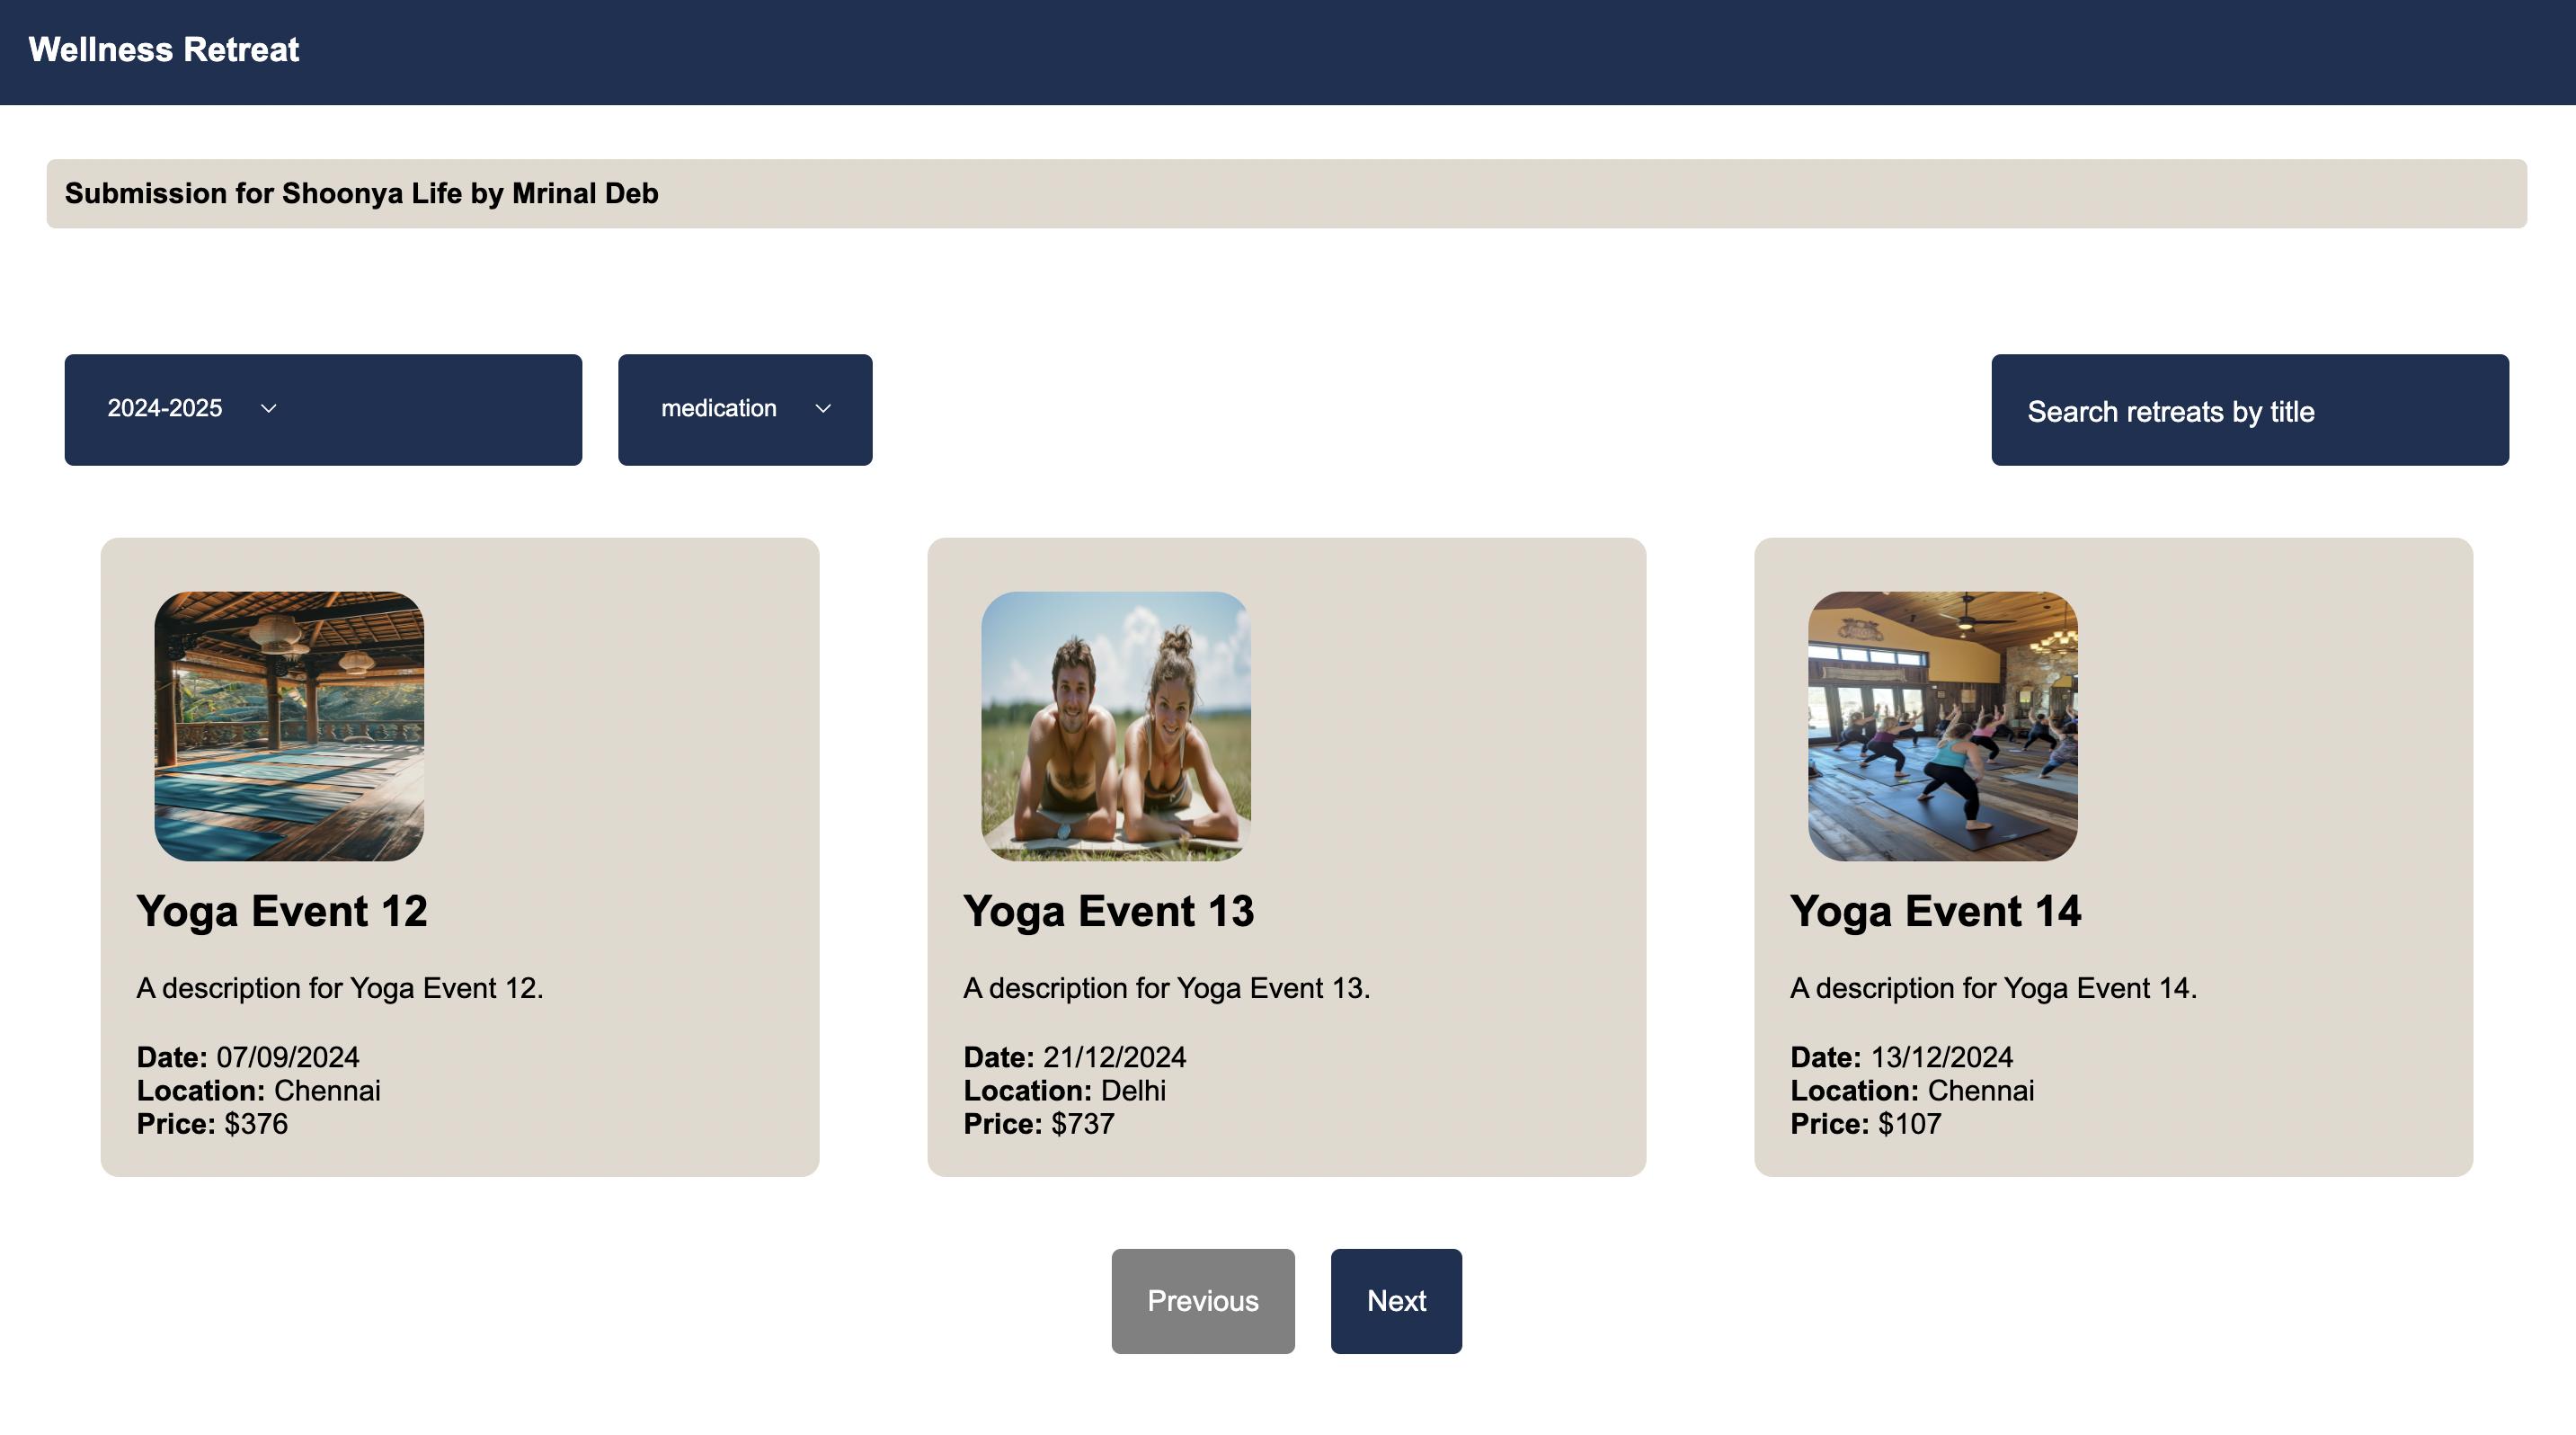 Wellness Retreat
Submission for Shoonya Life by Mrinal Deb
2024-2025
medication
Search retreats by title
Yoga Event 12
A description for Yoga Event 12.
Date: 07/09/2024
Location: Chennai
Price: $376
Yoga Event 13
A description for Yoga Event 13.
Date: 21/12/2024
Location: Delhi
Price: $737
Yoga Event 14
A description for Yoga Event 14.
Date: 13/12/2024
Location: Chennai
Price: $107
Previous
Next